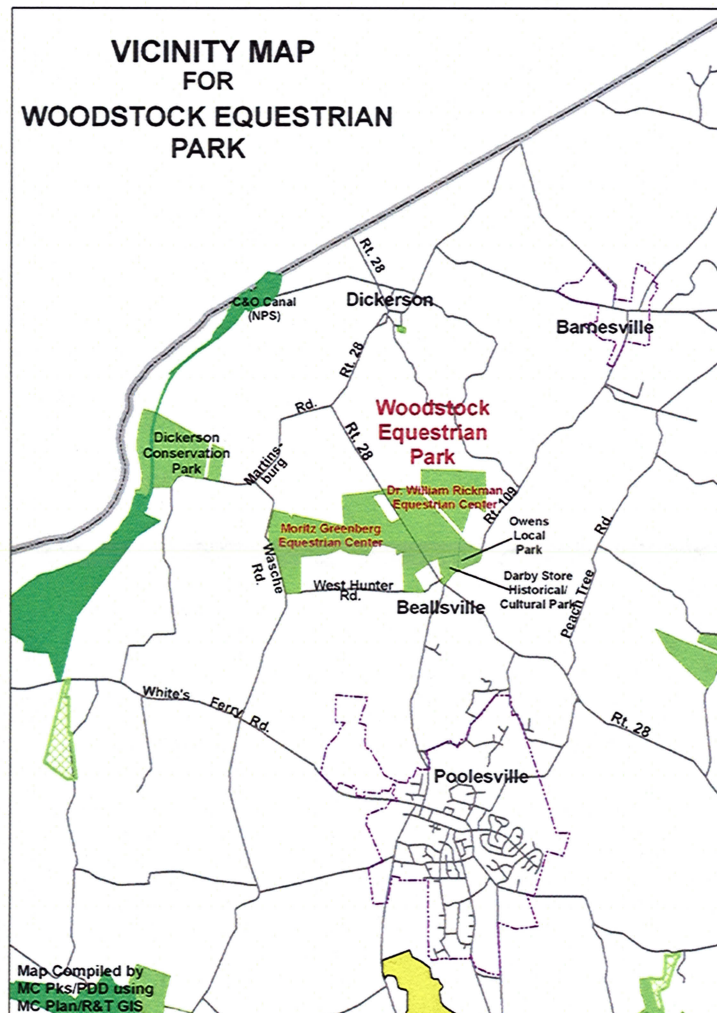 VICINITY MAP
FOR
WOODSTOCK EQUESTRIAN
PARK
Rt. 28
C&O Canal
(NPS)
Dickerson
Barnesville
Rt. 28
Rd.
Woodstock
Equestrian
Park
Rt. 28
Dickerson
Conservation
Park
Martins-
burg
Dr. William Rickman
Equestrian Center
Rt. 109
Moritz Greenberg
Equestrian Center
Owens
Local
Park
Rd
Wasche
Rd.
West Hunter
Rd.
Darby Store
Historical/
Cultural Park
Peach Tree
Beallsville
White's
Ferry
Rd.
Rt. 28
Poolesville
Map Compiled by
MC Pks/PDD using
MC Plan/R&T GIS